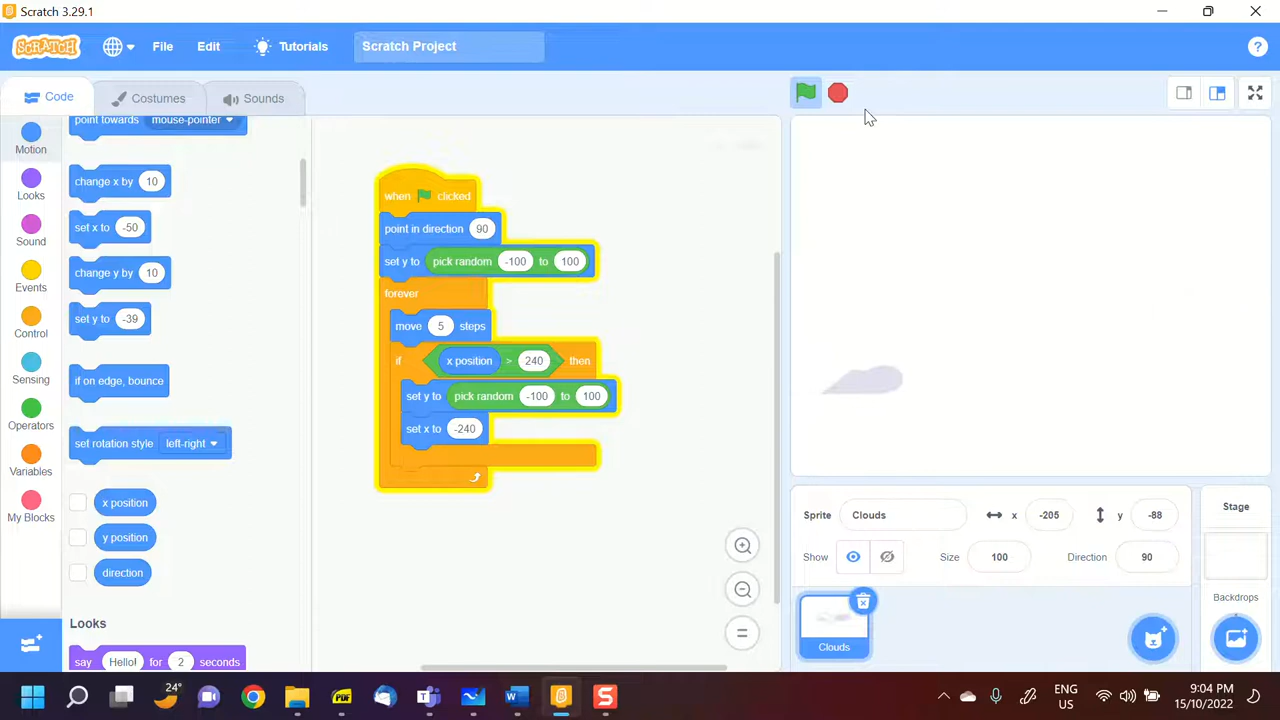 Scratch 3.29.1
SCRATCH File Edit Tutorials Scratch Project ?
Code Costumes Sounds
Motion
Looks
Sound
Events
Control
Sensing
Operators
Variables
My Blocks
point towards mouse-pointer
change x by 10
set x to -50
change y by 10
set y to -39
if on edge, bounce
set rotation style left-right
x position
y position
direction
Looks
say Hello! for 2 seconds
when clicked
point in direction 90
set y to pick random -100 to 100
forever
move 5 steps
if x position > 240 then
set y to pick random -100 to 100
set x to -240
Sprite Clouds x -205 y -88
Show Size 100 Direction 90
Clouds
Stage
Backdrops
24°
PDF
ENG
US
9:04 PM
15/10/2022